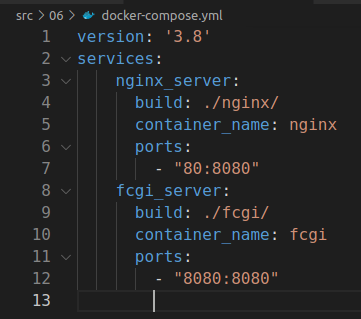 src > 06 > docker-compose.yml
1 version: '3.8'
2 services:
3     nginx_server:
4       build: ./nginx/
5       container_name: nginx
6       ports:
7         - "80:8080"
8     fcgi_server:
9       build: ./fcgi/
10       container_name: fcgi
11       ports:
12         - "8080:8080"
13